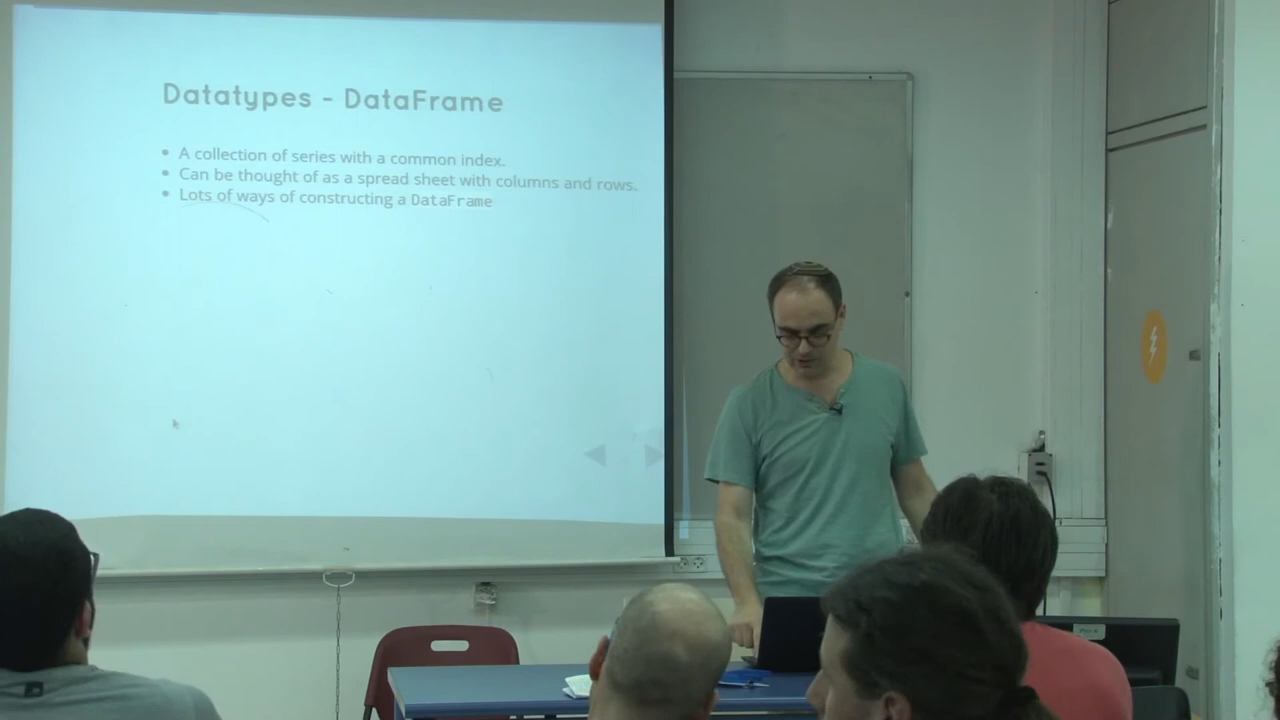 Datatypes - DataFrame
A collection of series with a common index.
Can be thought of as a spread sheet with columns and rows.
Lots of ways of constructing a DataFrame